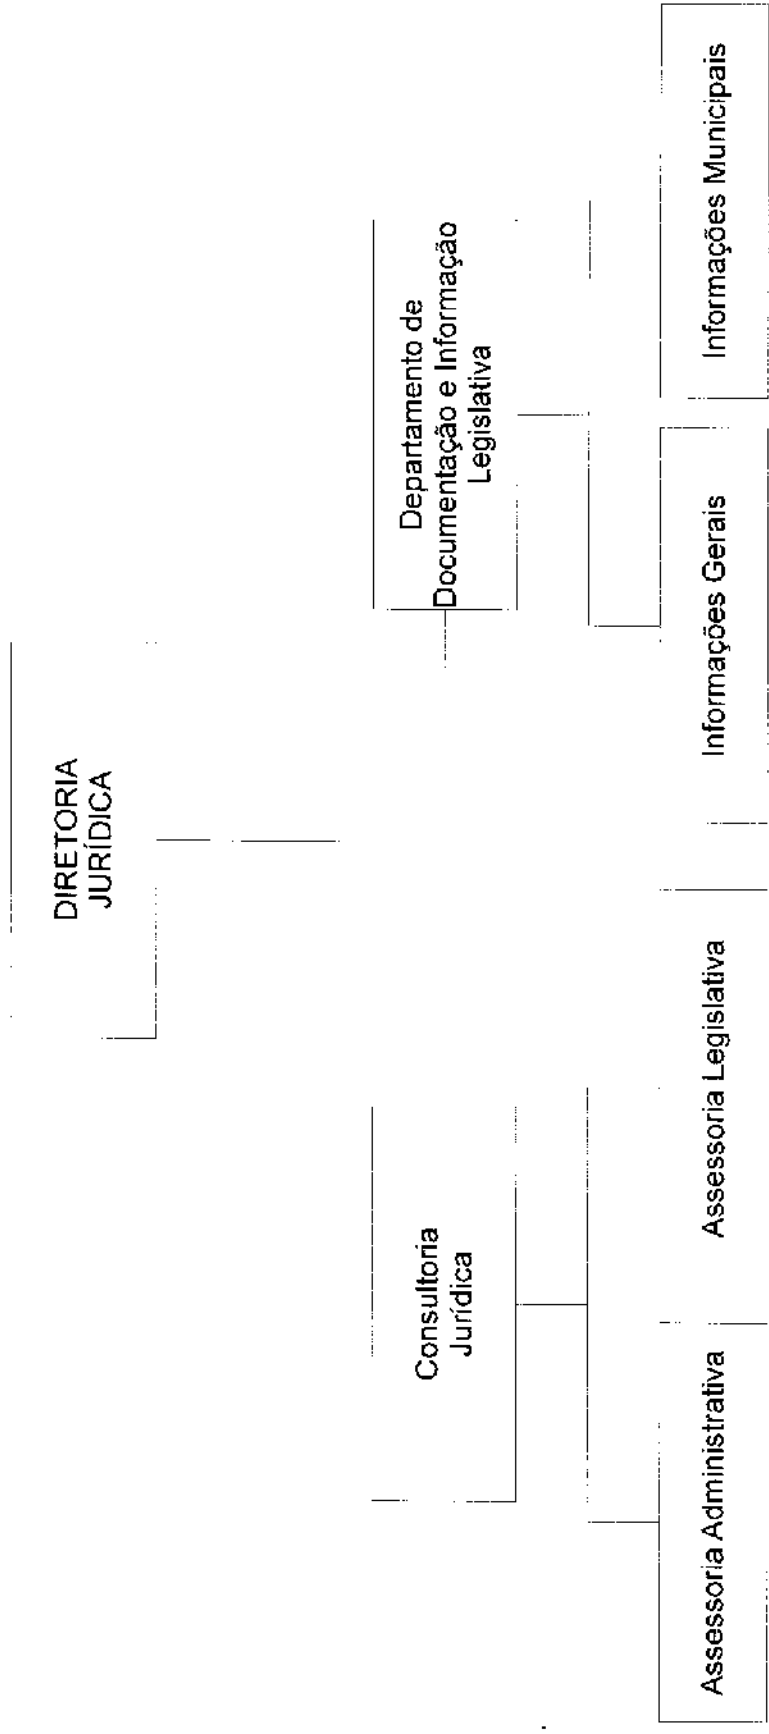 DIRETORIA
JURÍDICA
Consultoria
Jurídica
Departamento de
Documentação e Informação
Legislativa
Assessoria Administrativa
Assessoria Legislativa
Informações Gerais
Informações Municipais